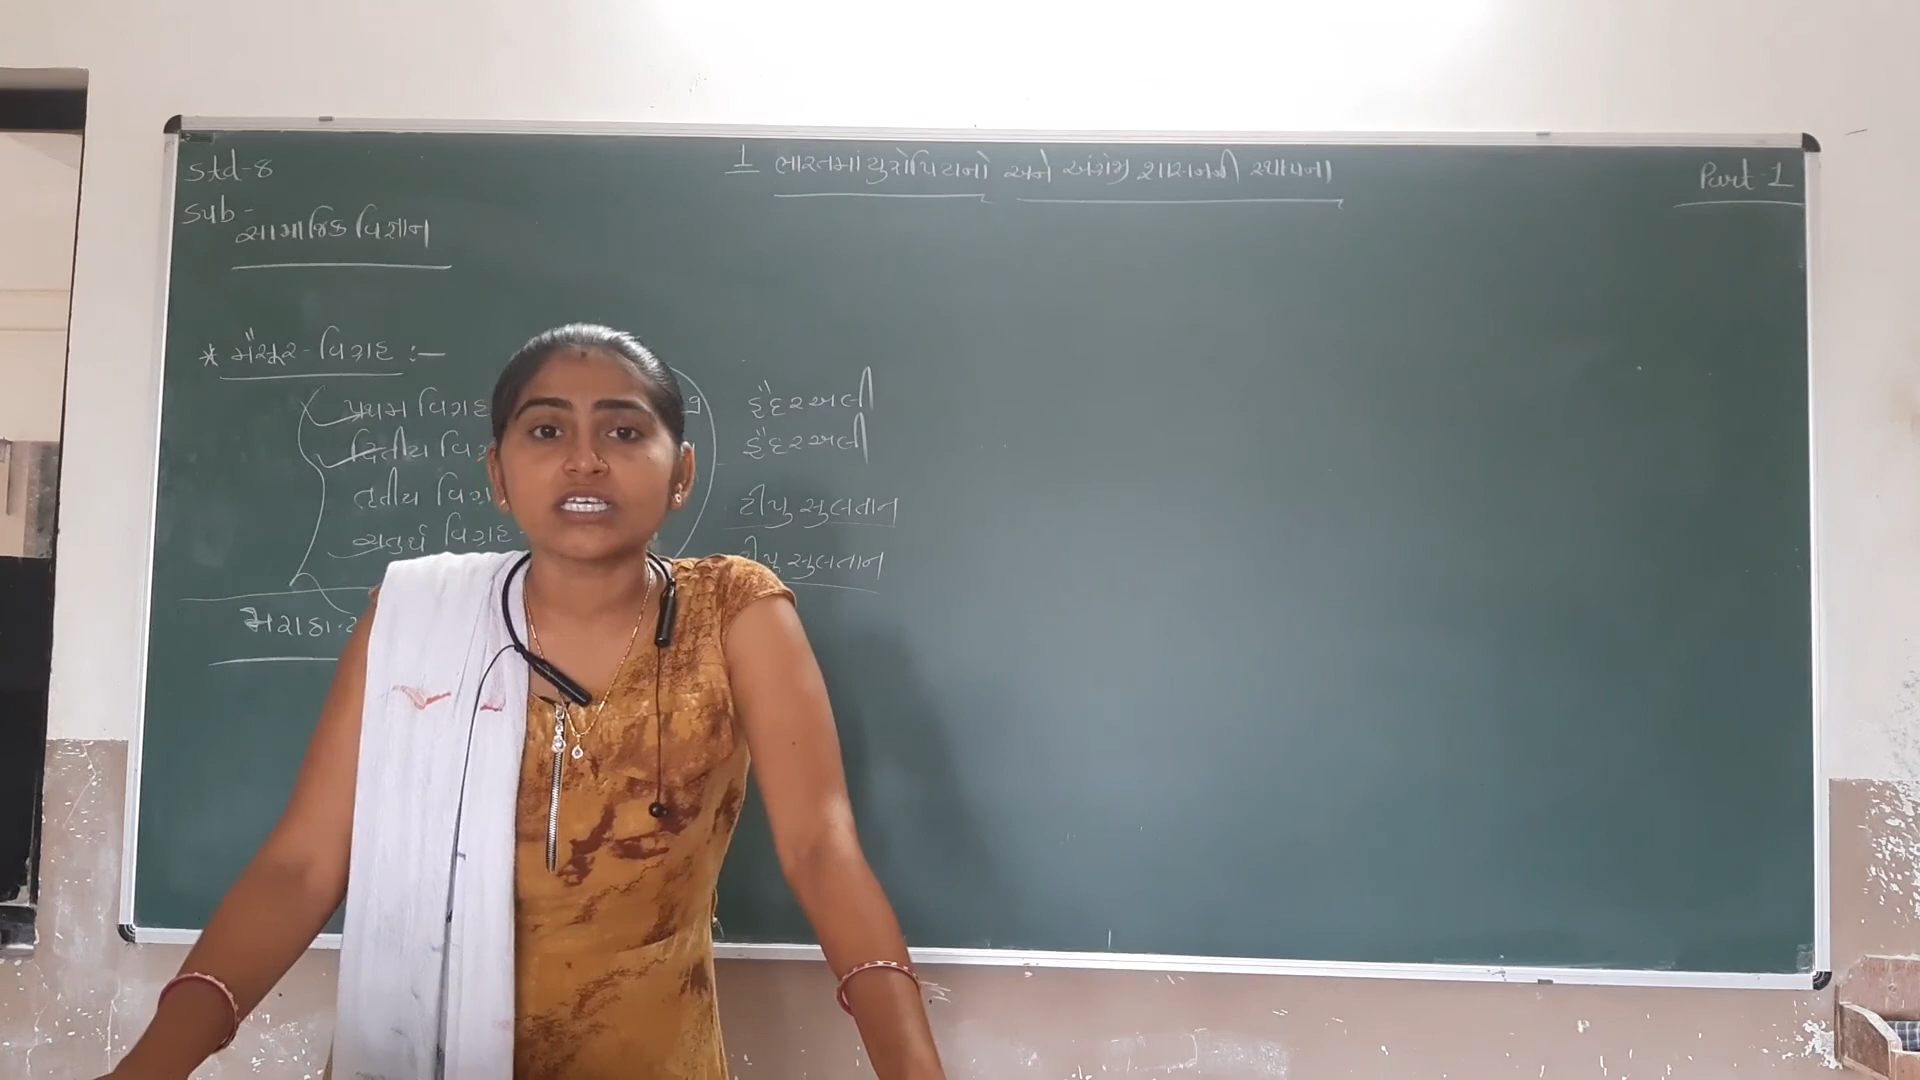 std-8
1 ભારતમાં યુરોપિયનો અને અંગ્રેજી શાસનની સ્થાપના
Part-1
Sub-
સામાજિક વિજ્ઞાન
* મૈસૂર-વિગ્રહ :-
પ્રથમ વિગ્રહ હૈદરઅલી
દ્વિતીય હૈદરઅલી
તૃતીય ટીપુ સુલતાન
ચતુર્થ વિગ્રહ - ટીપુ સુલતાન
મરાઠા-